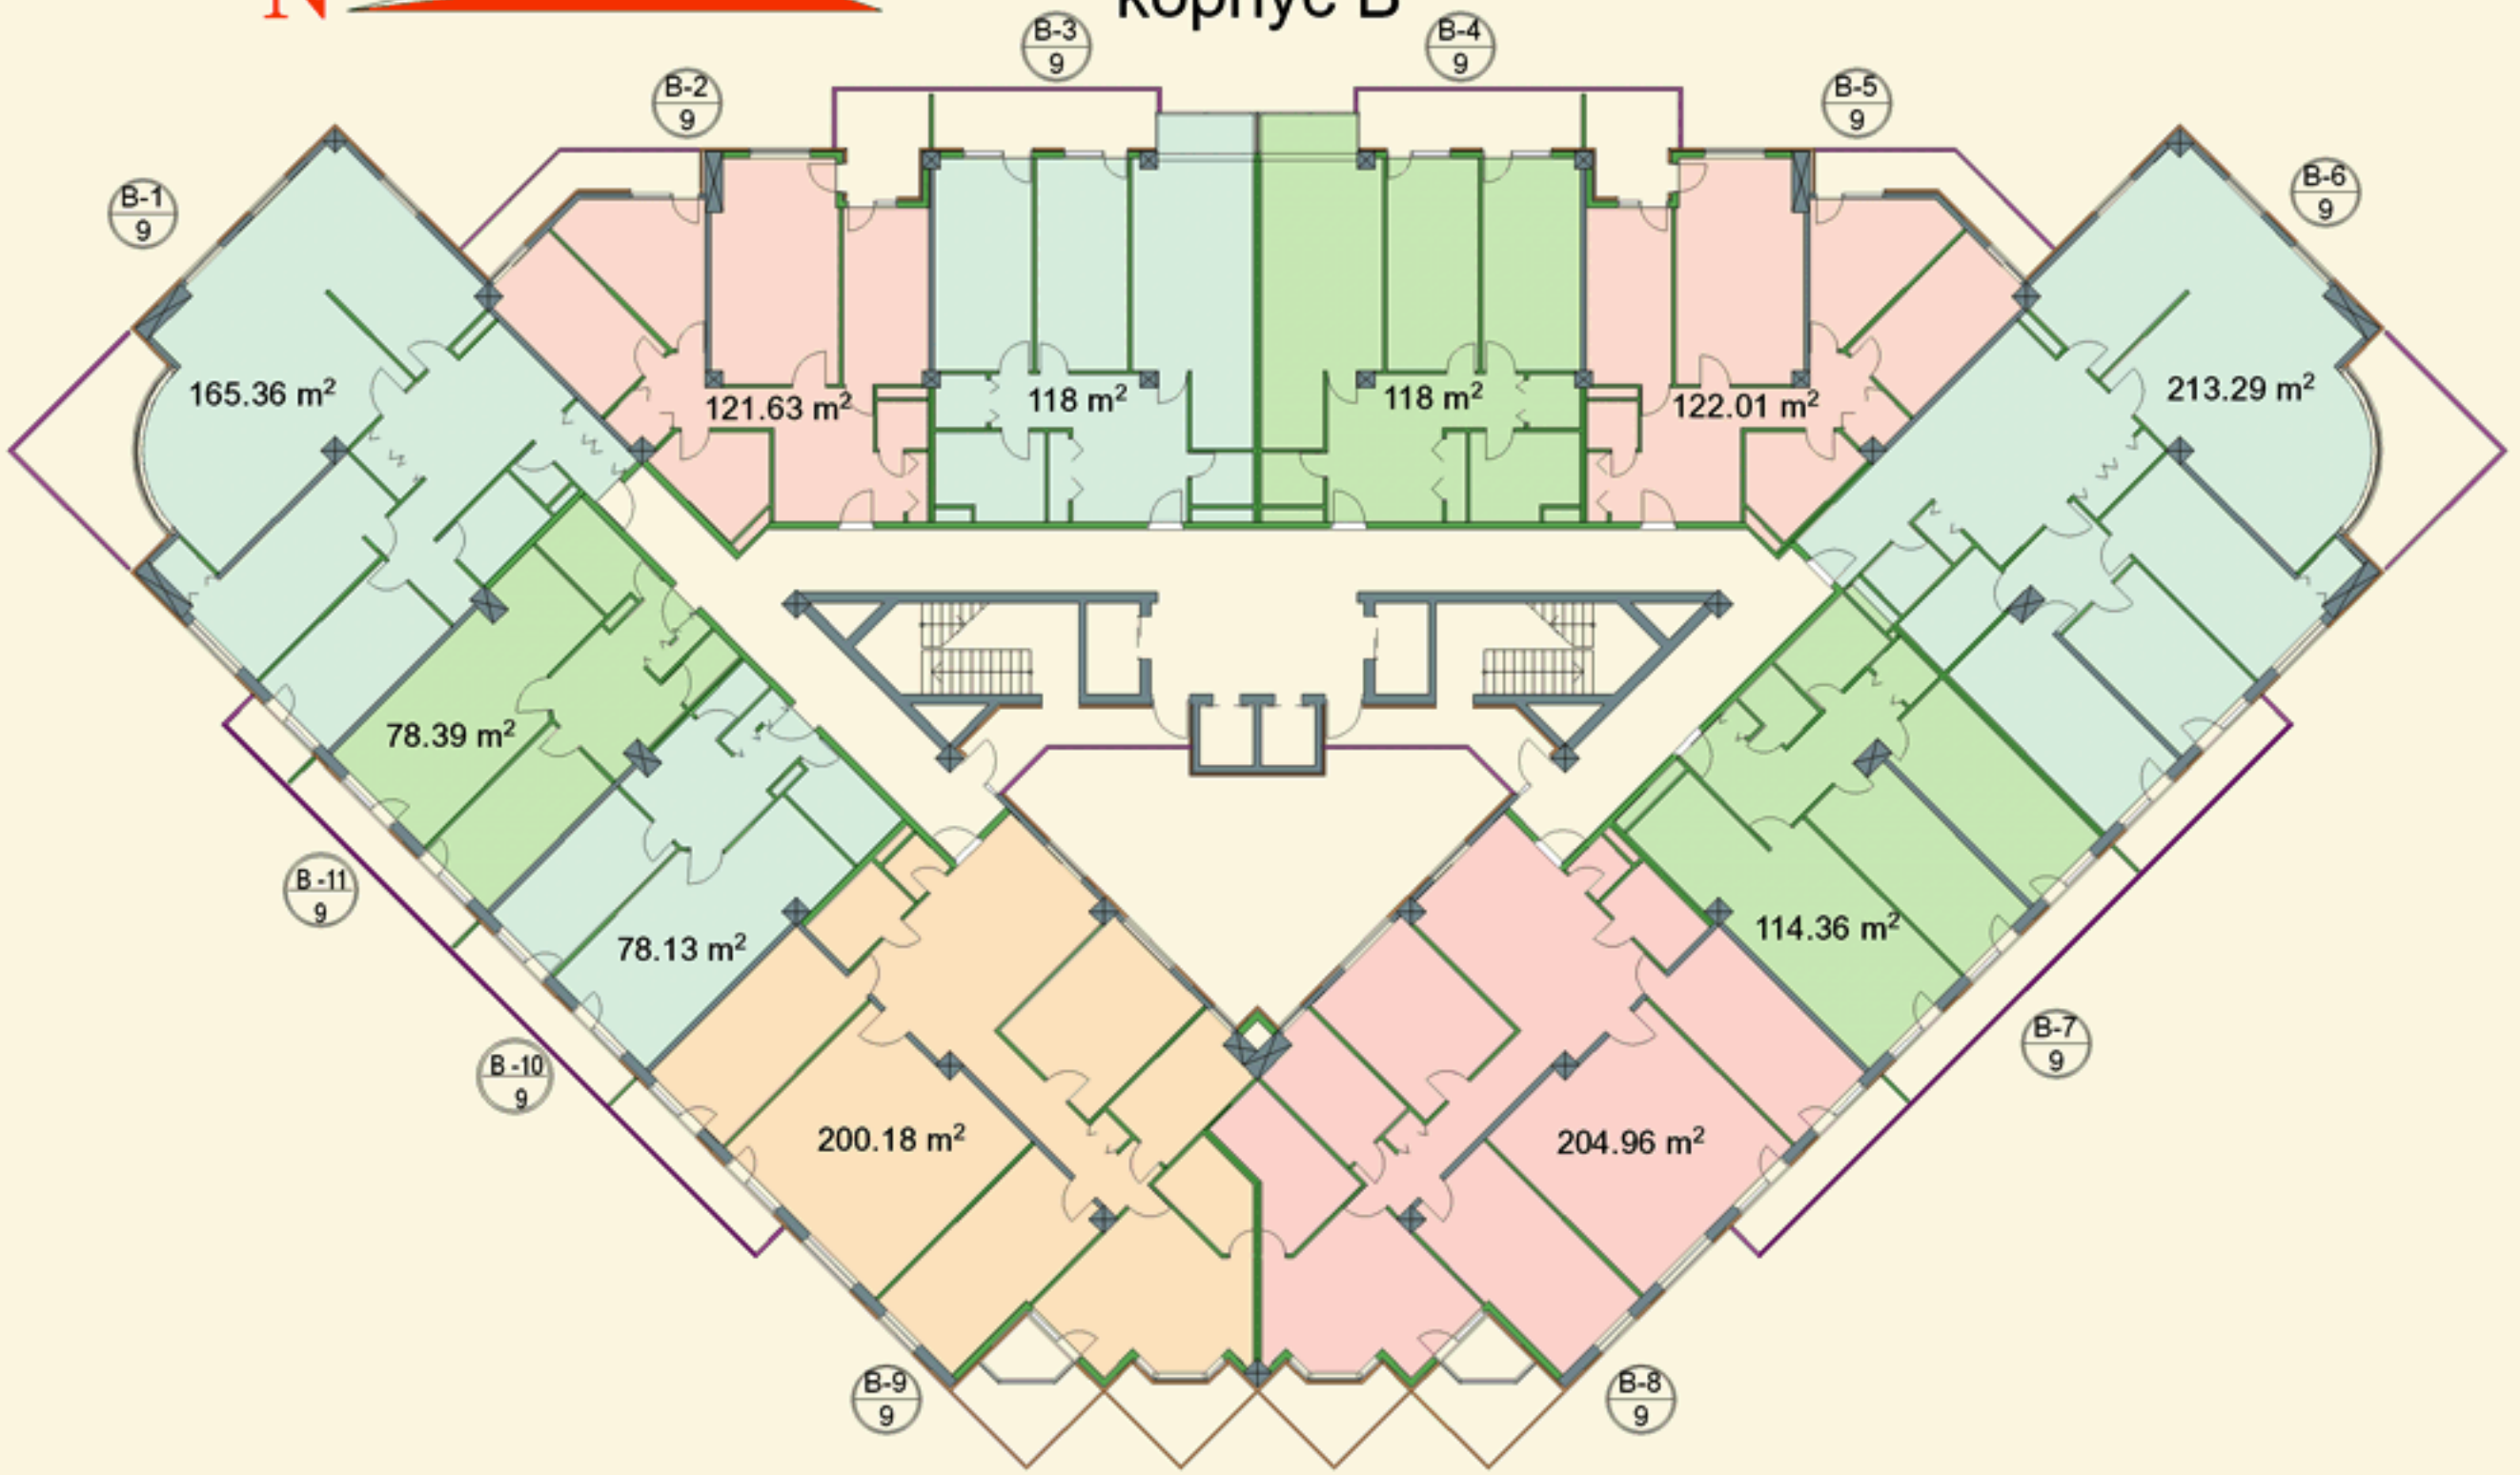 N
корпус В
B-3
9
B-4
9
B-2
9
B-5
9
B-1
9
B-6
9
165.36 m²
121.63 m²
118 m²
118 m²
122.01 m²
213.29 m²
78.39 m²
B -11
9
78.13 m²
114.36 m²
B -10
9
B-7
9
200.18 m²
204.96 m²
B-9
9
B-8
9